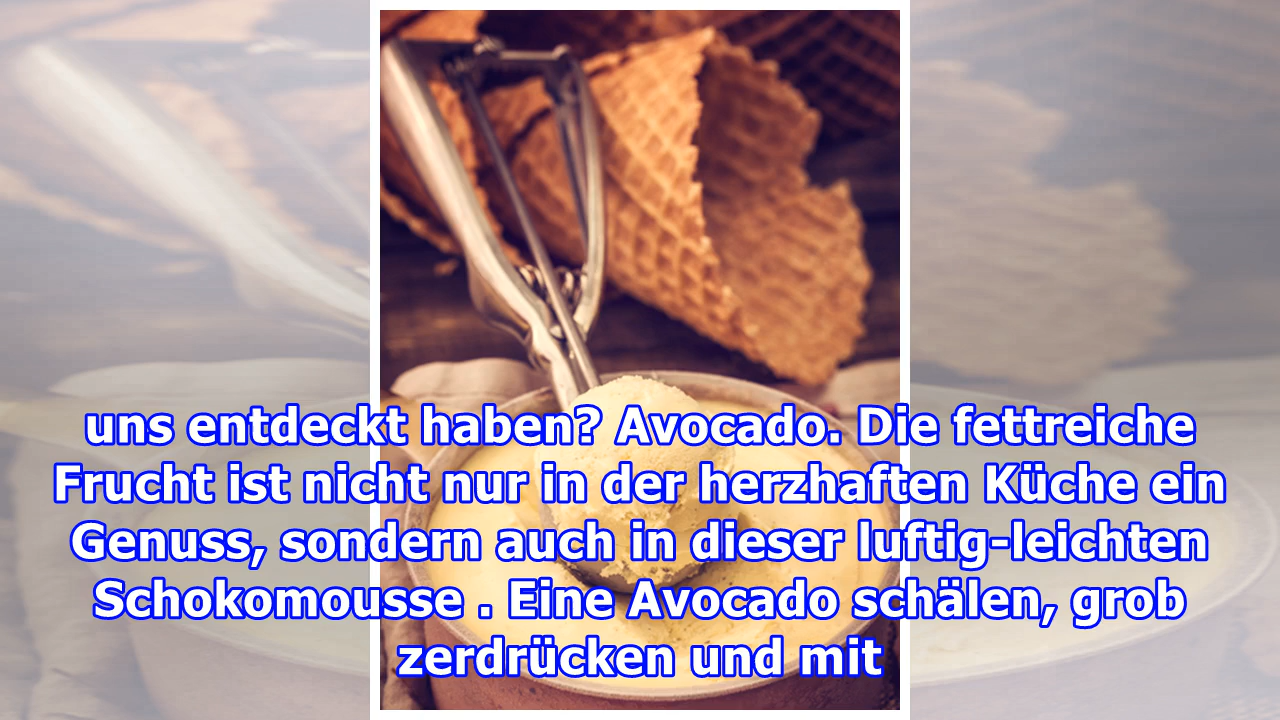 uns entdeckt haben? Avocado. Die fettreiche
Frucht ist nicht nur in der herzhaften Küche ein
Genuss, sondern auch in dieser luftig-leichten
Schokomousse . Eine Avocado schälen, grob
zerdrücken und mit